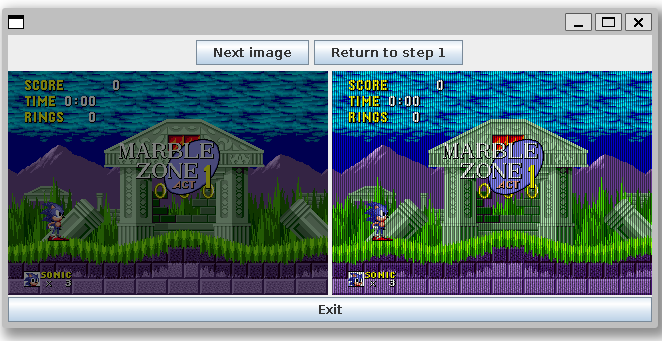 Next image
Return to step 1
SCORE 0
TIME 0:00
RINGS 0
MARBLE
ZONE
ACT 1
SONIC
x 3
SCORE 0
TIME 0:00
RINGS 0
MARBLE
ZONE
ACT 1
SONIC
x 3
Exit